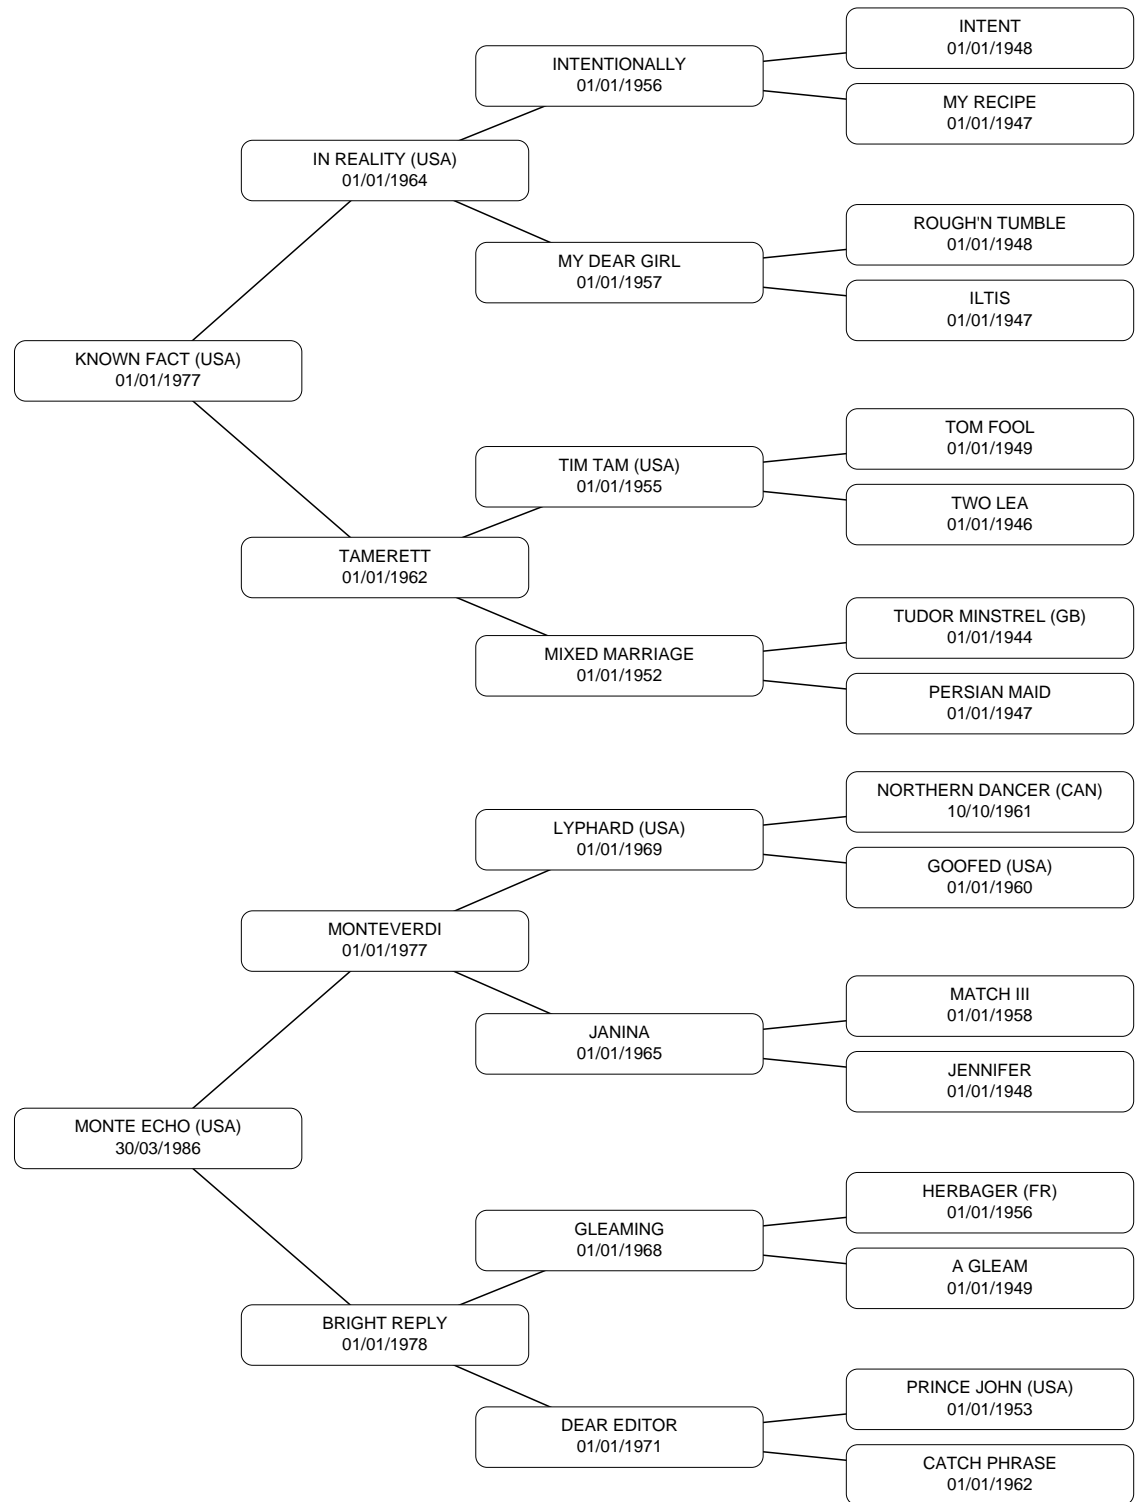 INTENT
01/01/1948
INTENTIONALLY
01/01/1956
MY RECIPE
01/01/1947
IN REALITY (USA)
01/01/1964
ROUGH'N TUMBLE
01/01/1948
MY DEAR GIRL
01/01/1957
ILTIS
01/01/1947
KNOWN FACT (USA)
01/01/1977
TOM FOOL
01/01/1949
TIM TAM (USA)
01/01/1955
TWO LEA
01/01/1946
TAMERETT
01/01/1962
TUDOR MINSTREL (GB)
01/01/1944
MIXED MARRIAGE
01/01/1952
PERSIAN MAID
01/01/1947
NORTHERN DANCER (CAN)
10/10/1961
LYPHARD (USA)
01/01/1969
GOOFED (USA)
01/01/1960
MONTEVERDI
01/01/1977
MATCH III
01/01/1958
JANINA
01/01/1965
JENNIFER
01/01/1948
MONTE ECHO (USA)
30/03/1986
HERBAGER (FR)
01/01/1956
GLEAMING
01/01/1968
A GLEAM
01/01/1949
BRIGHT REPLY
01/01/1978
PRINCE JOHN (USA)
01/01/1953
DEAR EDITOR
01/01/1971
CATCH PHRASE
01/01/1962